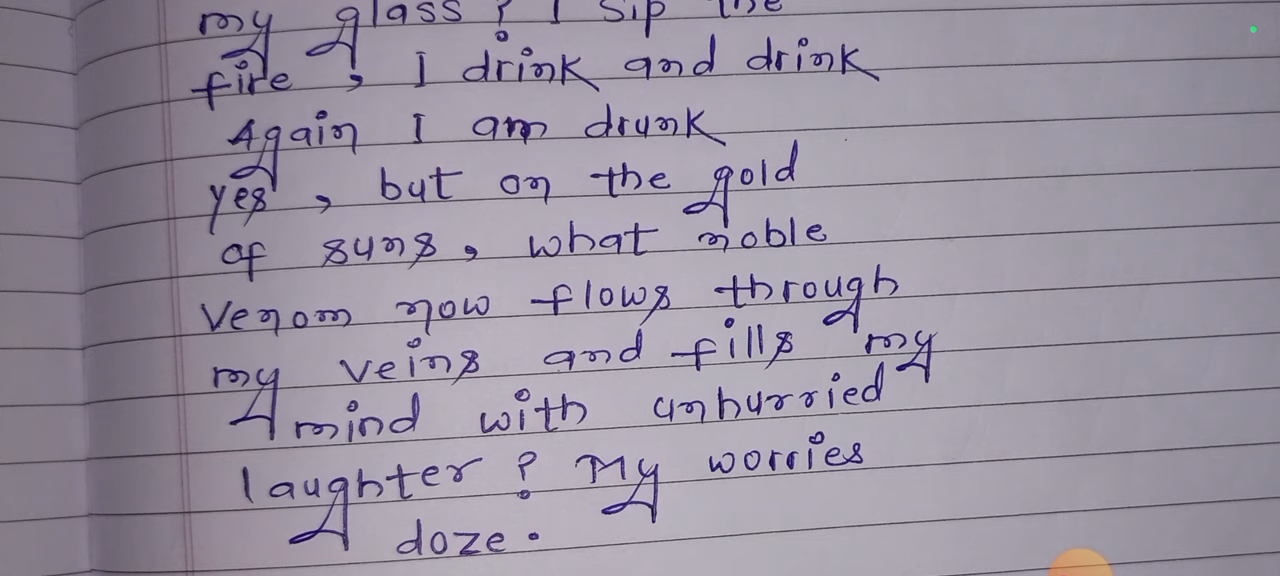 my glass? I sip the
fire, I drink and drink
Again I am drunk
yes, but on the gold
of suns, what noble
Venom now flows through
my veins and fills my
mind with unhurried
laughter? My worries
doze.